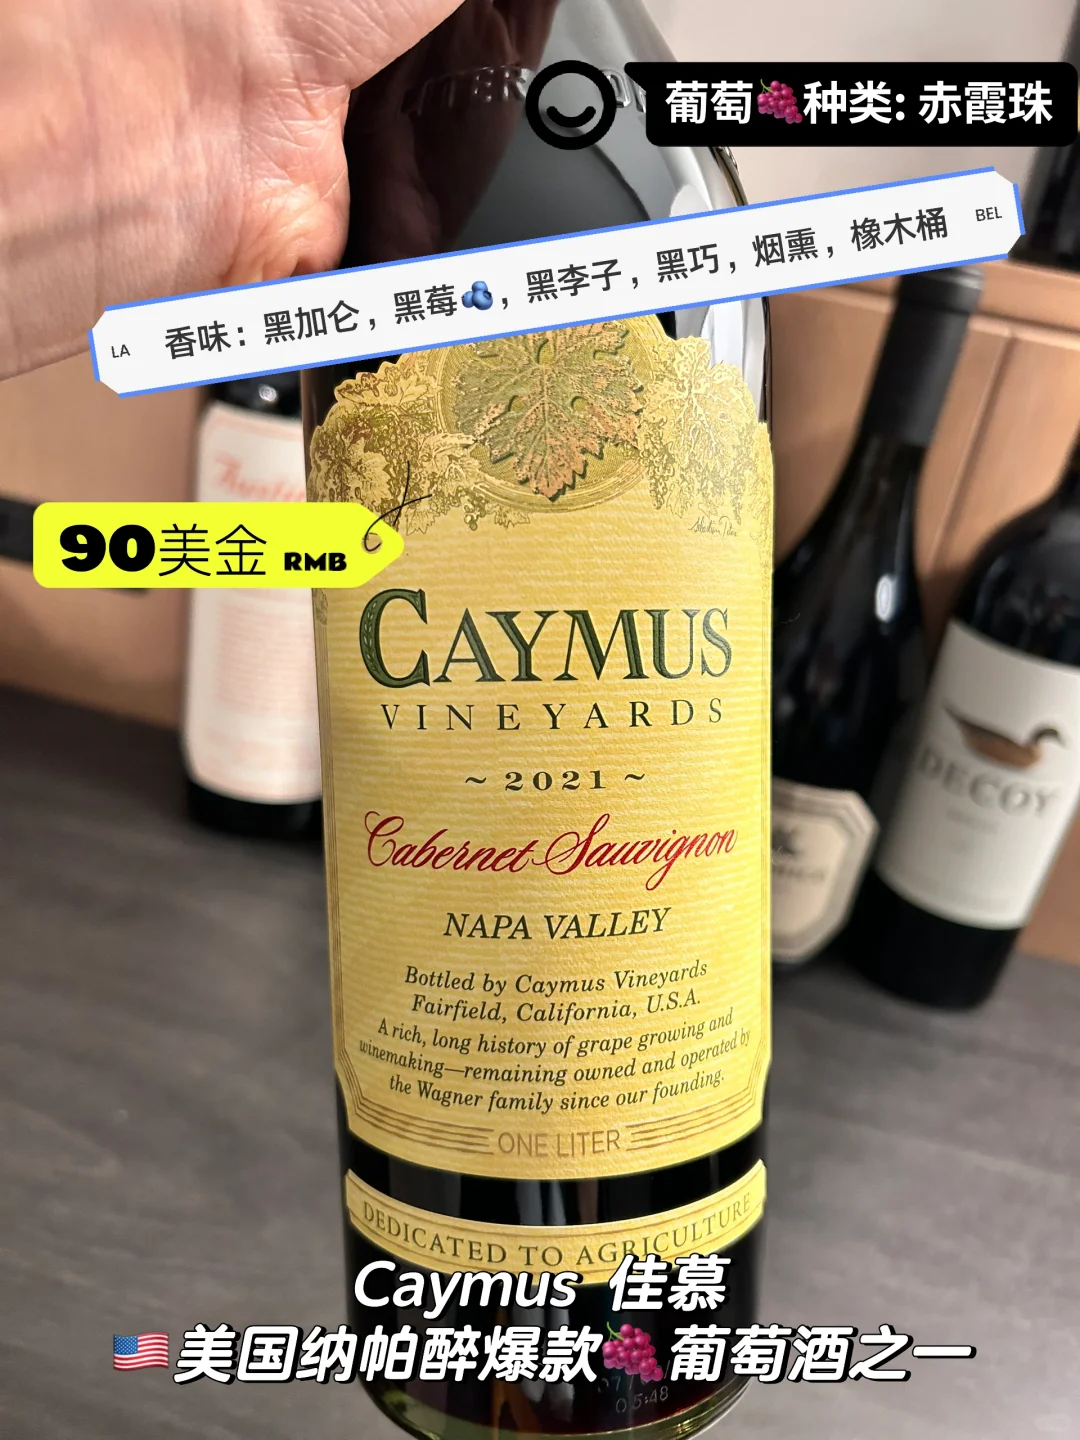 葡萄🍇种类: 赤霞珠
LA
香味：黑加仑，黑莓🫐，黑李子，黑巧，烟熏，橡木桶
BEL
90美金 RMB
CAYMUS
VINEYARDS
~ 2021 ~
Cabernet Sauvignon
NAPA VALLEY
Bottled by Caymus Vineyards
Fairfield, California, U.S.A.
A rich, long history of grape growing and
winemaking—remaining owned and operated by
the Wagner family since our founding.
ONE LITER
DEDICATED TO AGRICULTURE
DECOY
Caymus 佳慕
🇺🇸美国纳帕醉爆款🍇葡萄酒之一
05:48